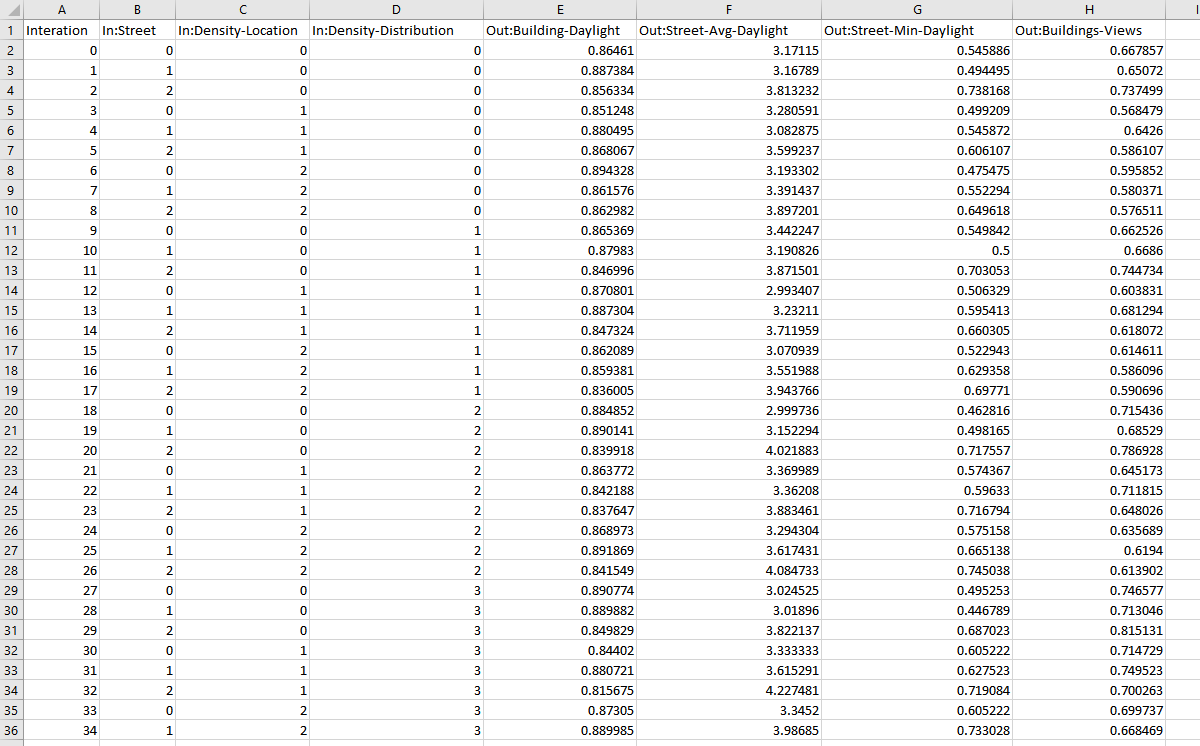 A B C D E F G H I
1 Interation In:Street In:Density-Location In:Density-Distribution Out:Building-Daylight Out:Street-Avg-Daylight Out:Street-Min-Daylight Out:Buildings-Views
2 0 0 0 0 0.86461 3.17115 0.545886 0.667857
3 1 1 0 0 0.887384 3.16789 0.494495 0.65072
4 2 2 0 0 0.856334 3.813232 0.738168 0.737499
5 3 0 1 0 0.851248 3.280591 0.499209 0.568479
6 4 1 1 0 0.880495 3.082875 0.545872 0.6426
7 5 2 1 0 0.868067 3.599237 0.606107 0.586107
8 6 0 2 0 0.894328 3.193302 0.475475 0.595852
9 7 1 2 0 0.861576 3.391437 0.552294 0.580371
10 8 2 2 0 0.862982 3.897201 0.649618 0.576511
11 9 0 0 1 0.865369 3.442247 0.549842 0.662526
12 10 1 0 1 0.87983 3.190826 0.5 0.6686
13 11 2 0 1 0.846996 3.871501 0.703053 0.744734
14 12 0 1 1 0.870801 2.993407 0.506329 0.603831
15 13 1 1 1 0.887304 3.23211 0.595413 0.681294
16 14 2 1 1 0.847324 3.711959 0.660305 0.618072
17 15 0 2 1 0.862089 3.070939 0.522943 0.614611
18 16 1 2 1 0.859381 3.551988 0.629358 0.586096
19 17 2 2 1 0.836005 3.943766 0.69771 0.590696
20 18 0 0 2 0.884852 2.999736 0.462816 0.715436
21 19 1 0 2 0.890141 3.152294 0.498165 0.68529
22 20 2 0 2 0.839918 4.021883 0.717557 0.786928
23 21 0 1 2 0.863772 3.369989 0.574367 0.645173
24 22 1 1 2 0.842188 3.36208 0.59633 0.711815
25 23 2 1 2 0.837647 3.883461 0.716794 0.648026
26 24 0 2 2 0.868973 3.294304 0.575158 0.635689
27 25 1 2 2 0.891869 3.617431 0.665138 0.6194
28 26 2 2 2 0.841549 4.084733 0.745038 0.613902
29 27 0 0 3 0.890774 3.024525 0.495253 0.746577
30 28 1 0 3 0.889882 3.01896 0.446789 0.713046
31 29 2 0 3 0.849829 3.822137 0.687023 0.815131
32 30 0 1 3 0.84402 3.333333 0.605222 0.714729
33 31 1 1 3 0.880721 3.615291 0.627523 0.749523
34 32 2 1 3 0.815675 4.227481 0.719084 0.700263
35 33 0 2 3 0.87305 3.3452 0.605222 0.699737
36 34 1 2 3 0.889985 3.98685 0.733028 0.668469